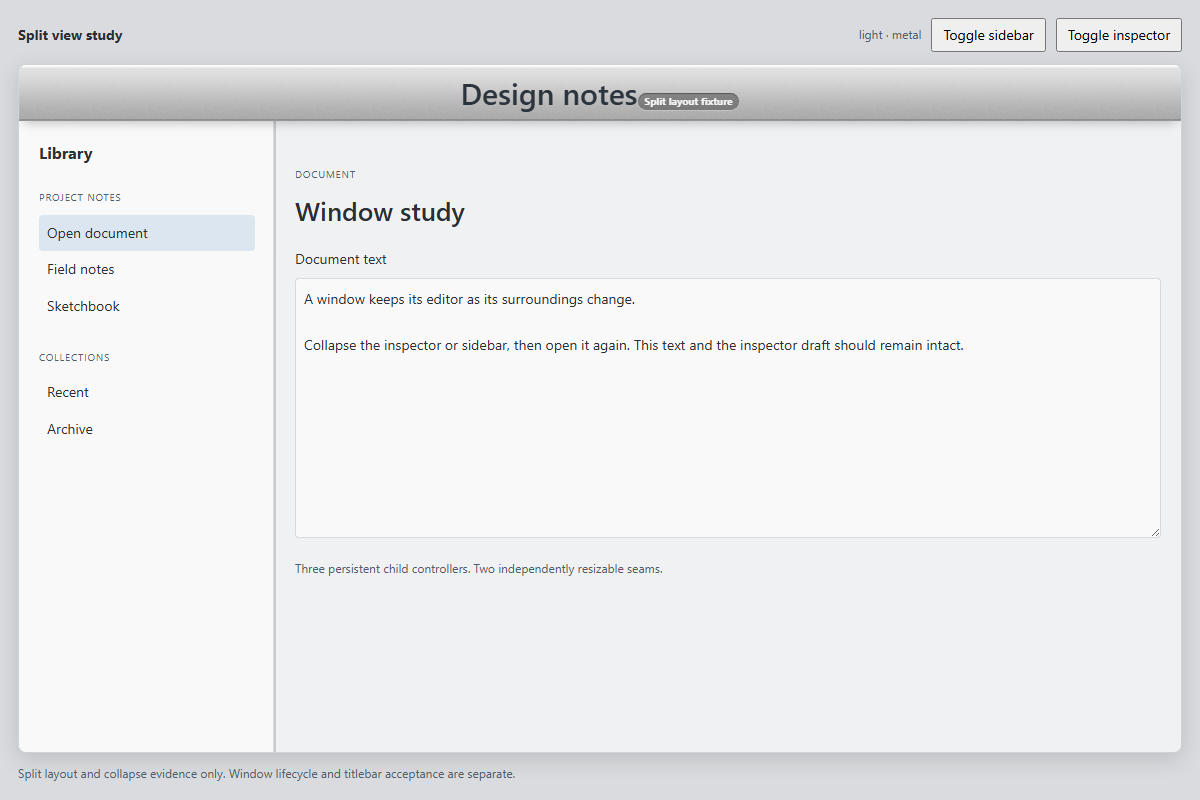 Split view study
light · metal
Toggle sidebar
Toggle inspector
Design notes
Split layout fixture
Library
PROJECT NOTES
Open document
Field notes
Sketchbook
COLLECTIONS
Recent
Archive
DOCUMENT
Window study
Document text
A window keeps its editor as its surroundings change.
Collapse the inspector or sidebar, then open it again. This text and the inspector draft should remain intact.
Three persistent child controllers. Two independently resizable seams.
Split layout and collapse evidence only. Window lifecycle and titlebar acceptance are separate.